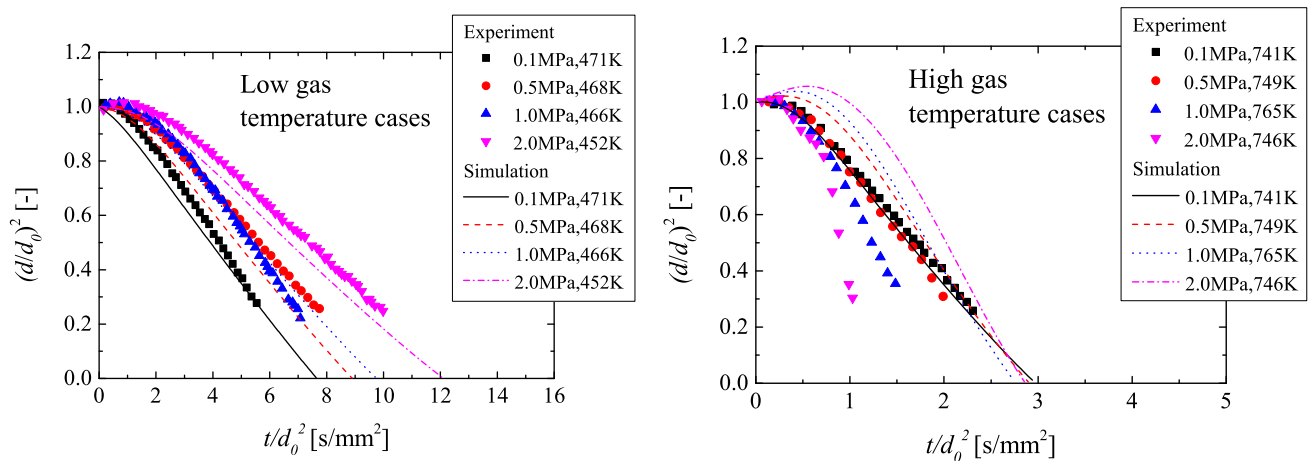 Experiment
0.1MPa,471K
0.5MPa,468K
1.0MPa,466K
2.0MPa,452K
Simulation
0.1MPa,471K
0.5MPa,468K
1.0MPa,466K
2.0MPa,452K
Low gas
temperature cases
1.2
1.0
0.8
0.6
0.4
0.2
0.0
(d/d₀)² [-]
0 2 4 6 8 10 12 14 16
t/d₀² [s/mm²]
Experiment
0.1MPa,741K
0.5MPa,749K
1.0MPa,765K
2.0MPa,746K
Simulation
0.1MPa,741K
0.5MPa,749K
1.0MPa,765K
2.0MPa,746K
High gas
temperature cases
1.2
1.0
0.8
0.6
0.4
0.2
0.0
(d/d₀)² [-]
0 1 2 3 4 5
t/d₀² [s/mm²]